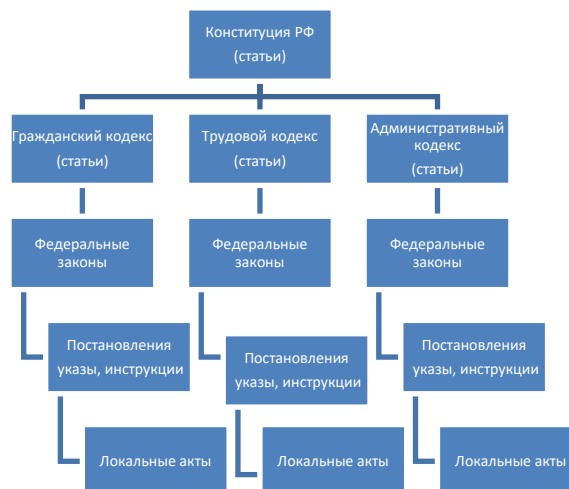 Конституция РФ
(статьи)
Гражданский кодекс
(статьи)
Трудовой кодекс
(статьи)
Административный
кодекс
(статьи)
Федеральные
законы
Федеральные
законы
Федеральные
законы
Постановления
указы, инструкции
Постановления
указы, инструкции
Постановления
указы, инструкции
Локальные акты
Локальные акты
Локальные акты